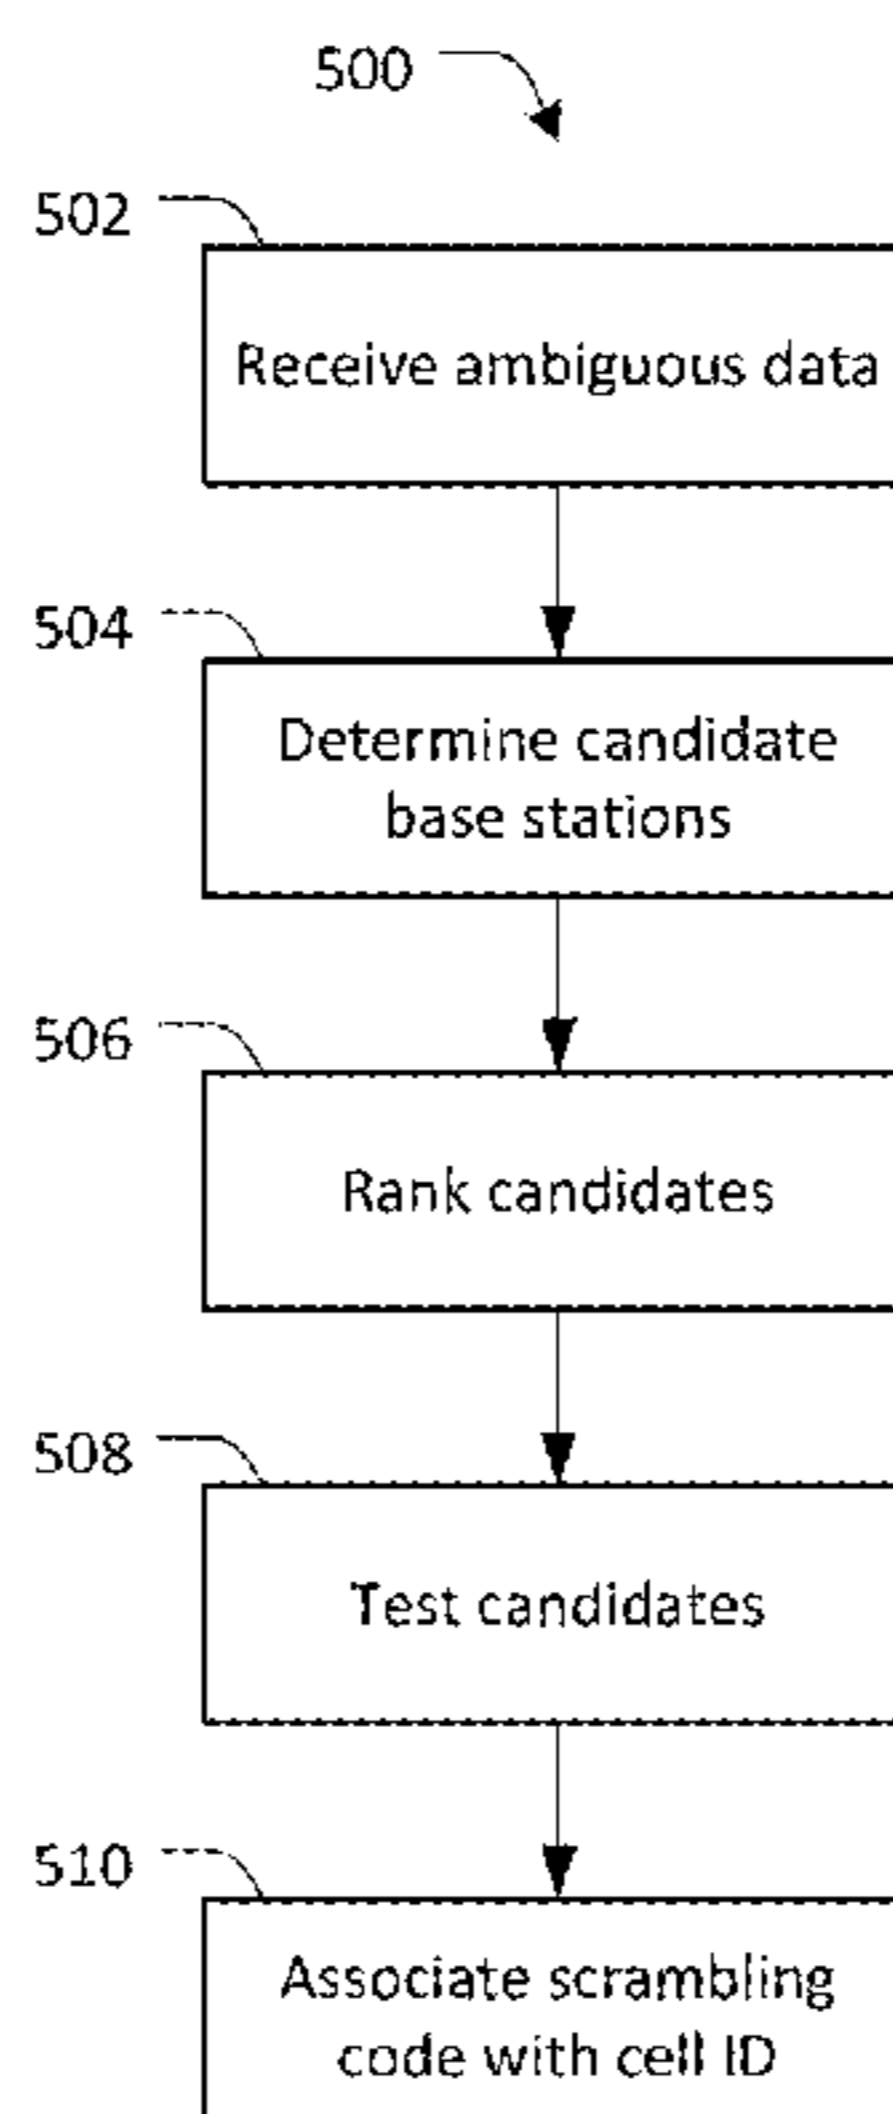 500
502
Receive ambiguous data
504
Determine candidate
base stations
506
Rank candidates
508
Test candidates
510
Associate scrambling
code with cell ID